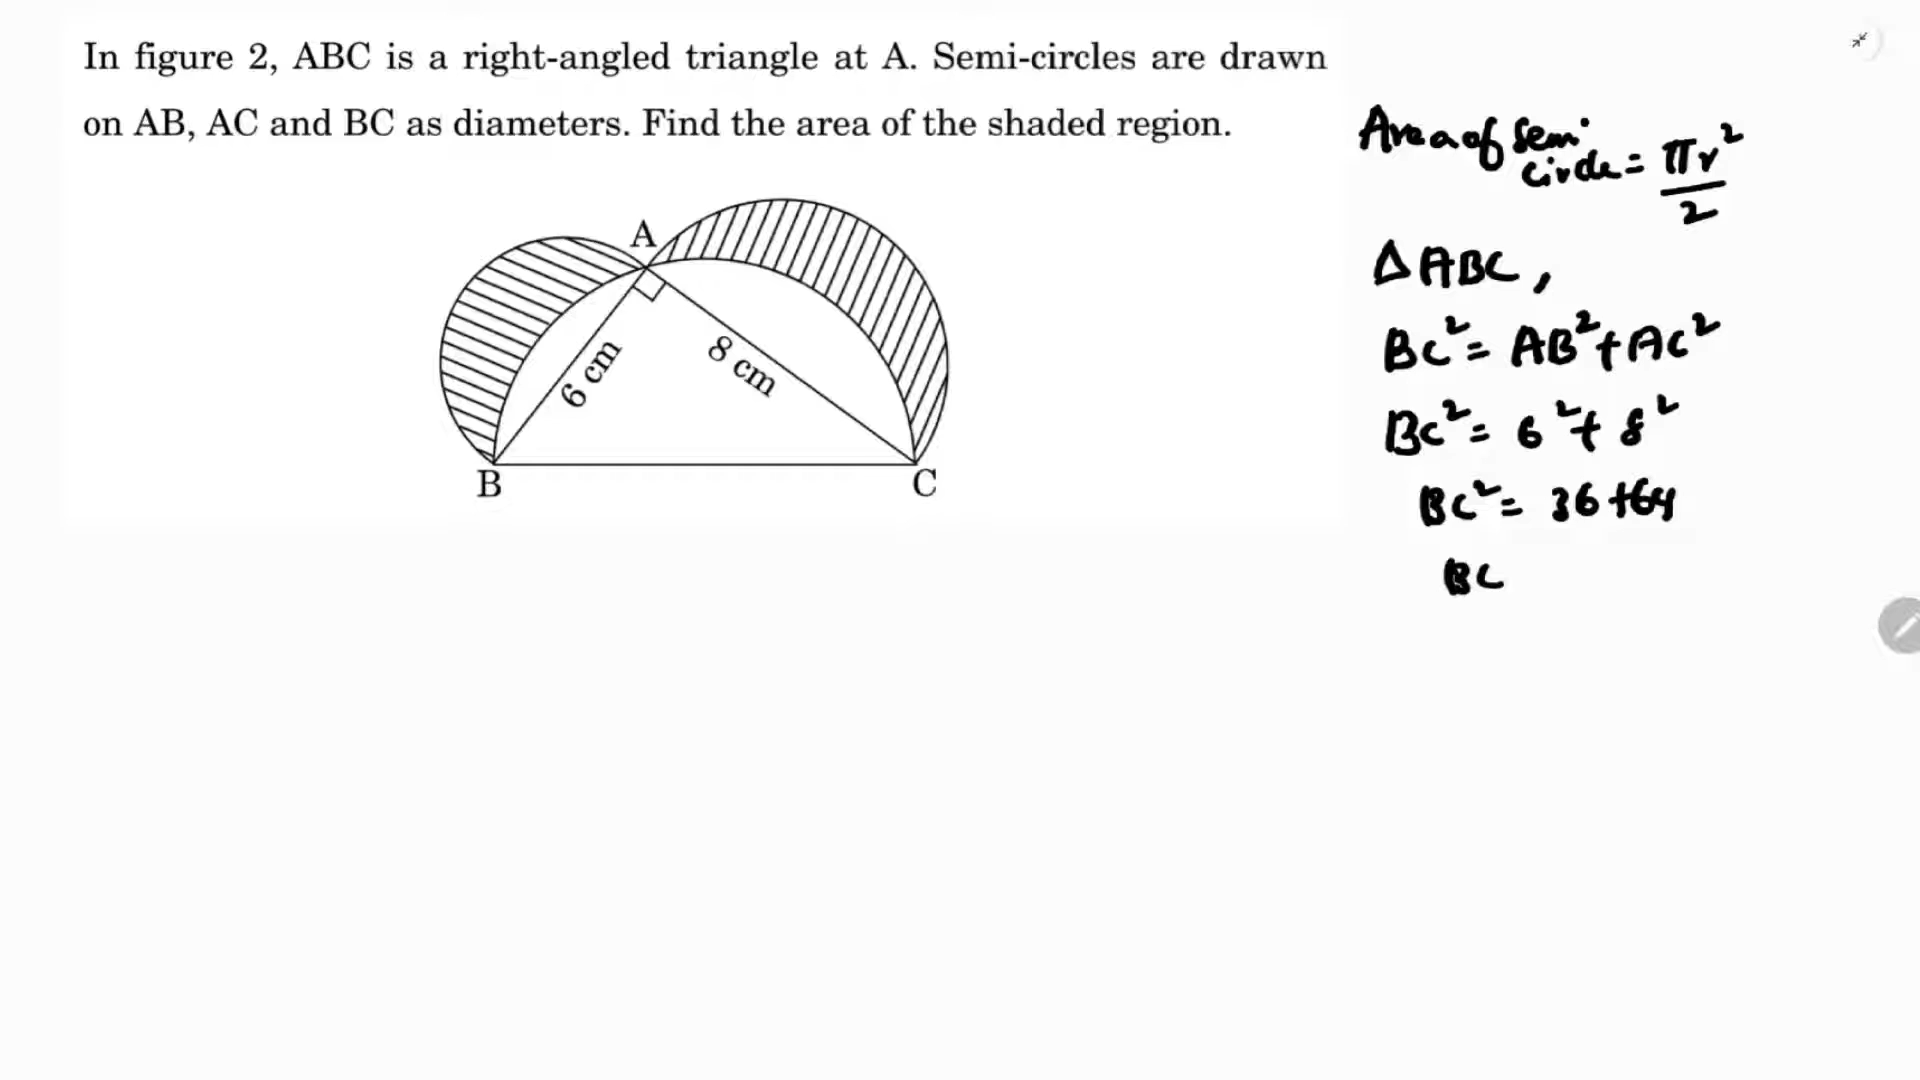 In figure 2, ABC is a right-angled triangle at A. Semi-circles are drawn
on AB, AC and BC as diameters. Find the area of the shaded region.
A
6 cm
8 cm
B
C
Area of Semi
circle = πr²
2
Δ ABC,
BC² = AB² + AC²
BC² = 6² + 8²
BC² = 36 + 64
BC